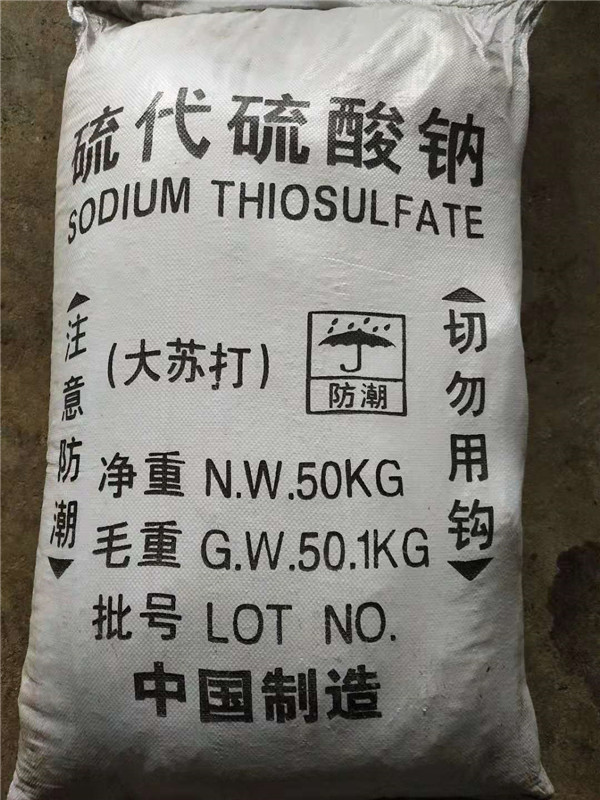 硫代硫酸钠
SODIUM THIOSULFATE
注意防潮
(大苏打)
防潮
切勿用钩
净重 N.W.50KG
毛重 G.W.50.1KG
批号 LOT NO.
中国制造